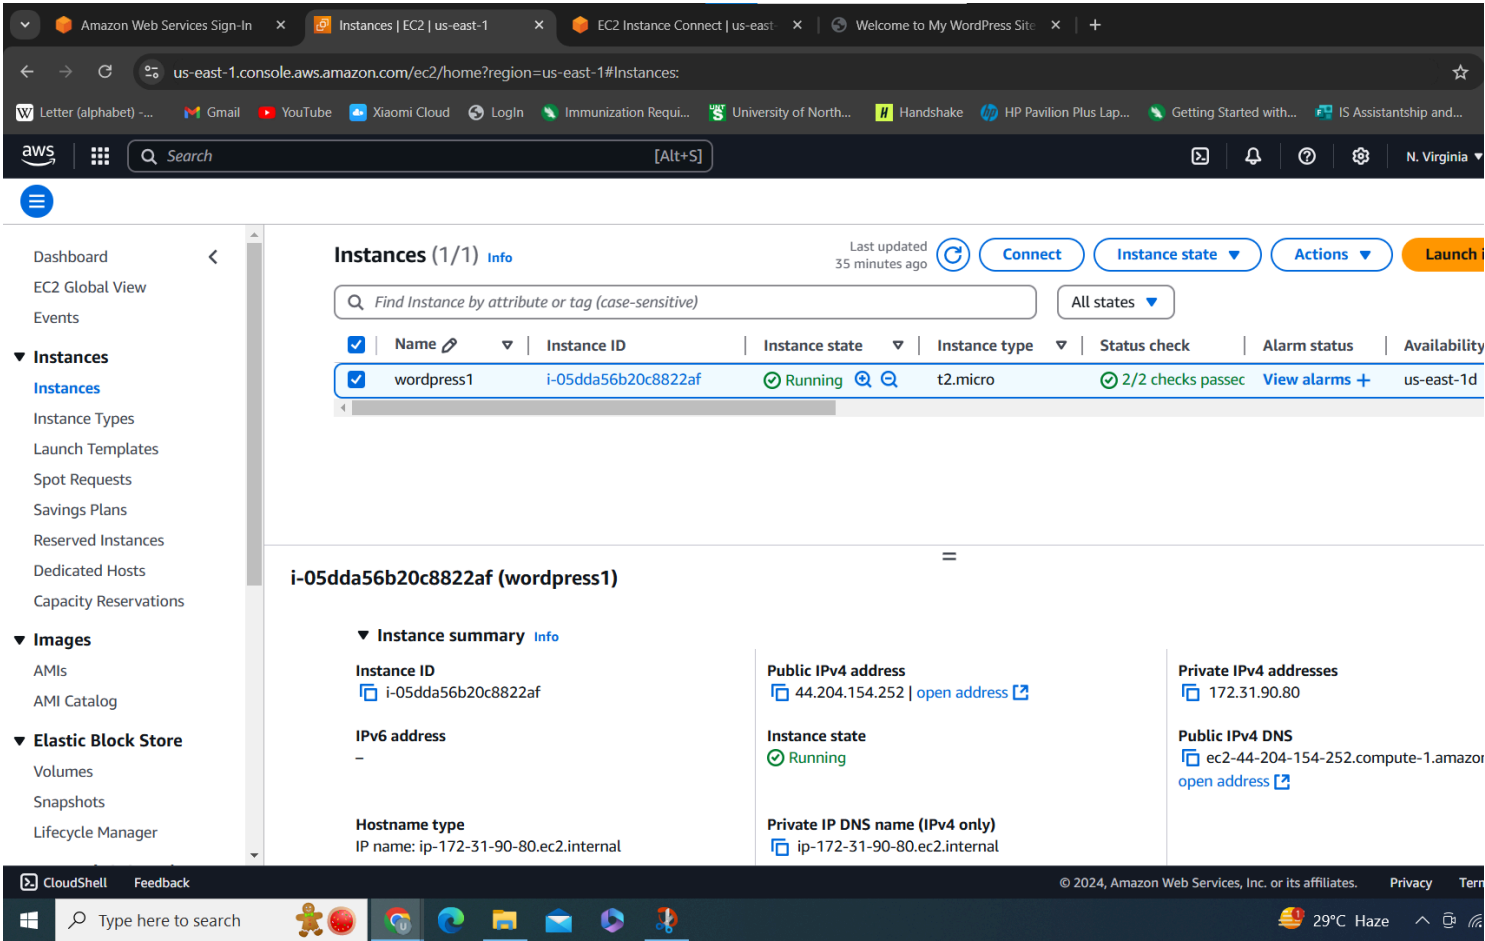 Amazon Web Services Sign-In
Instances | EC2 | us-east-1
EC2 Instance Connect | us-east-
Welcome to My WordPress Site
us-east-1.console.aws.amazon.com/ec2/home?region=us-east-1#Instances:
W Letter (alphabet) -... Gmail YouTube Xiaomi Cloud LogIn Immunization Requi... University of North... Handshake HP Pavilion Plus Lap... Getting Started with... IS Assistantship and...
aws Search [Alt+S] N. Virginia
Dashboard
EC2 Global View
Events
Instances
Instances
Instance Types
Launch Templates
Spot Requests
Savings Plans
Reserved Instances
Dedicated Hosts
Capacity Reservations
Images
AMIs
AMI Catalog
Elastic Block Store
Volumes
Snapshots
Lifecycle Manager
Instances (1/1) Info
Last updated
35 minutes ago
Connect Instance state Actions Launch i
Find Instance by attribute or tag (case-sensitive) All states
Name Instance ID Instance state Instance type Status check Alarm status Availability
wordpress1 i-05dda56b20c8822af Running t2.micro 2/2 checks passec View alarms + us-east-1d
i-05dda56b20c8822af (wordpress1)
Instance summary Info
Instance ID
i-05dda56b20c8822af
Public IPv4 address
44.204.154.252 | open address
Private IPv4 addresses
172.31.90.80
IPv6 address
–
Instance state
Running
Public IPv4 DNS
ec2-44-204-154-252.compute-1.amazon
open address
Hostname type
IP name: ip-172-31-90-80.ec2.internal
Private IP DNS name (IPv4 only)
ip-172-31-90-80.ec2.internal
CloudShell Feedback © 2024, Amazon Web Services, Inc. or its affiliates. Privacy Tern
Type here to search 29°C Haze